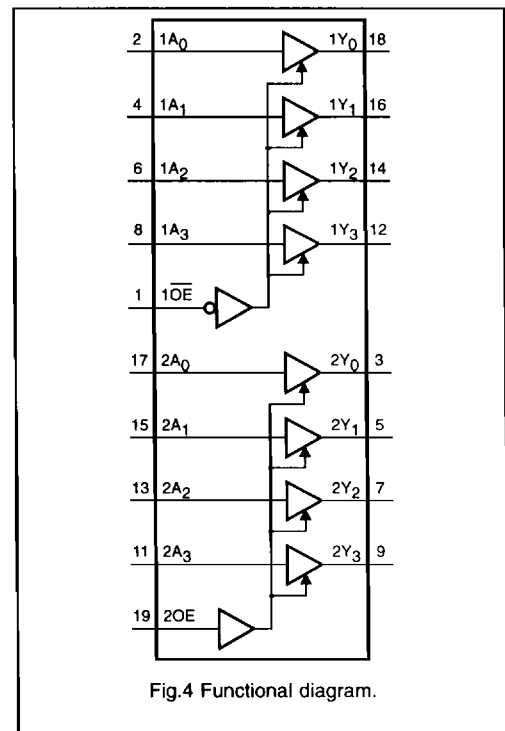 2 1A0 1Y0 18
4 1A1 1Y1 16
6 1A2 1Y2 14
8 1A3 1Y3 12
1 1O̅E̅
17 2A0 2Y0 3
15 2A1 2Y1 5
13 2A2 2Y2 7
11 2A3 2Y3 9
19 2OE
Fig.4 Functional diagram.